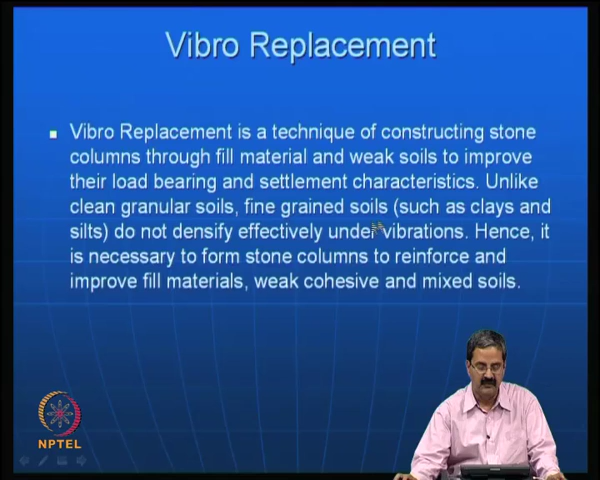 Vibro Replacement
Vibro Replacement is a technique of constructing stone
columns through fill material and weak soils to improve
their load bearing and settlement characteristics. Unlike
clean granular soils, fine grained soils (such as clays and
silts) do not densify effectively under vibrations. Hence, it
is necessary to form stone columns to reinforce and
improve fill materials, weak cohesive and mixed soils.
NPTEL